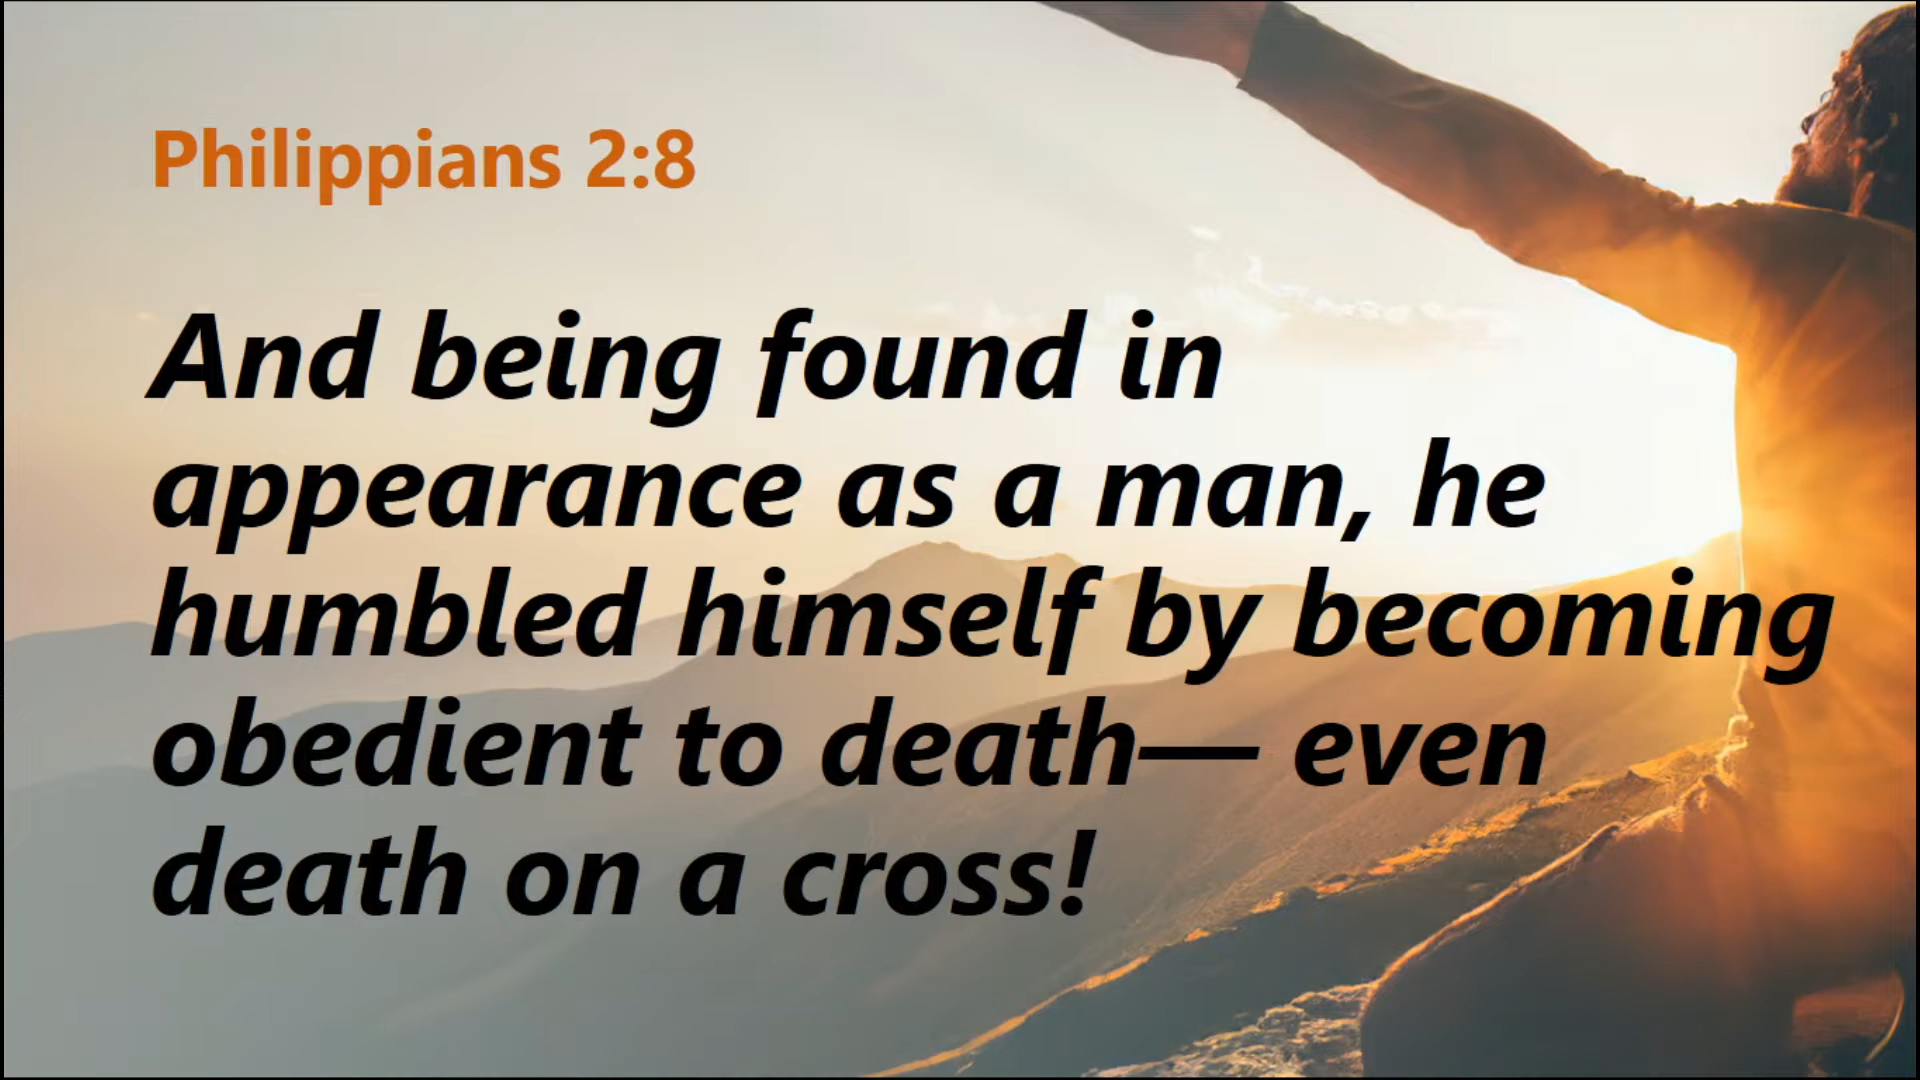 Philippians 2:8
And being found in
appearance as a man, he
humbled himself by becoming
obedient to death— even
death on a cross!